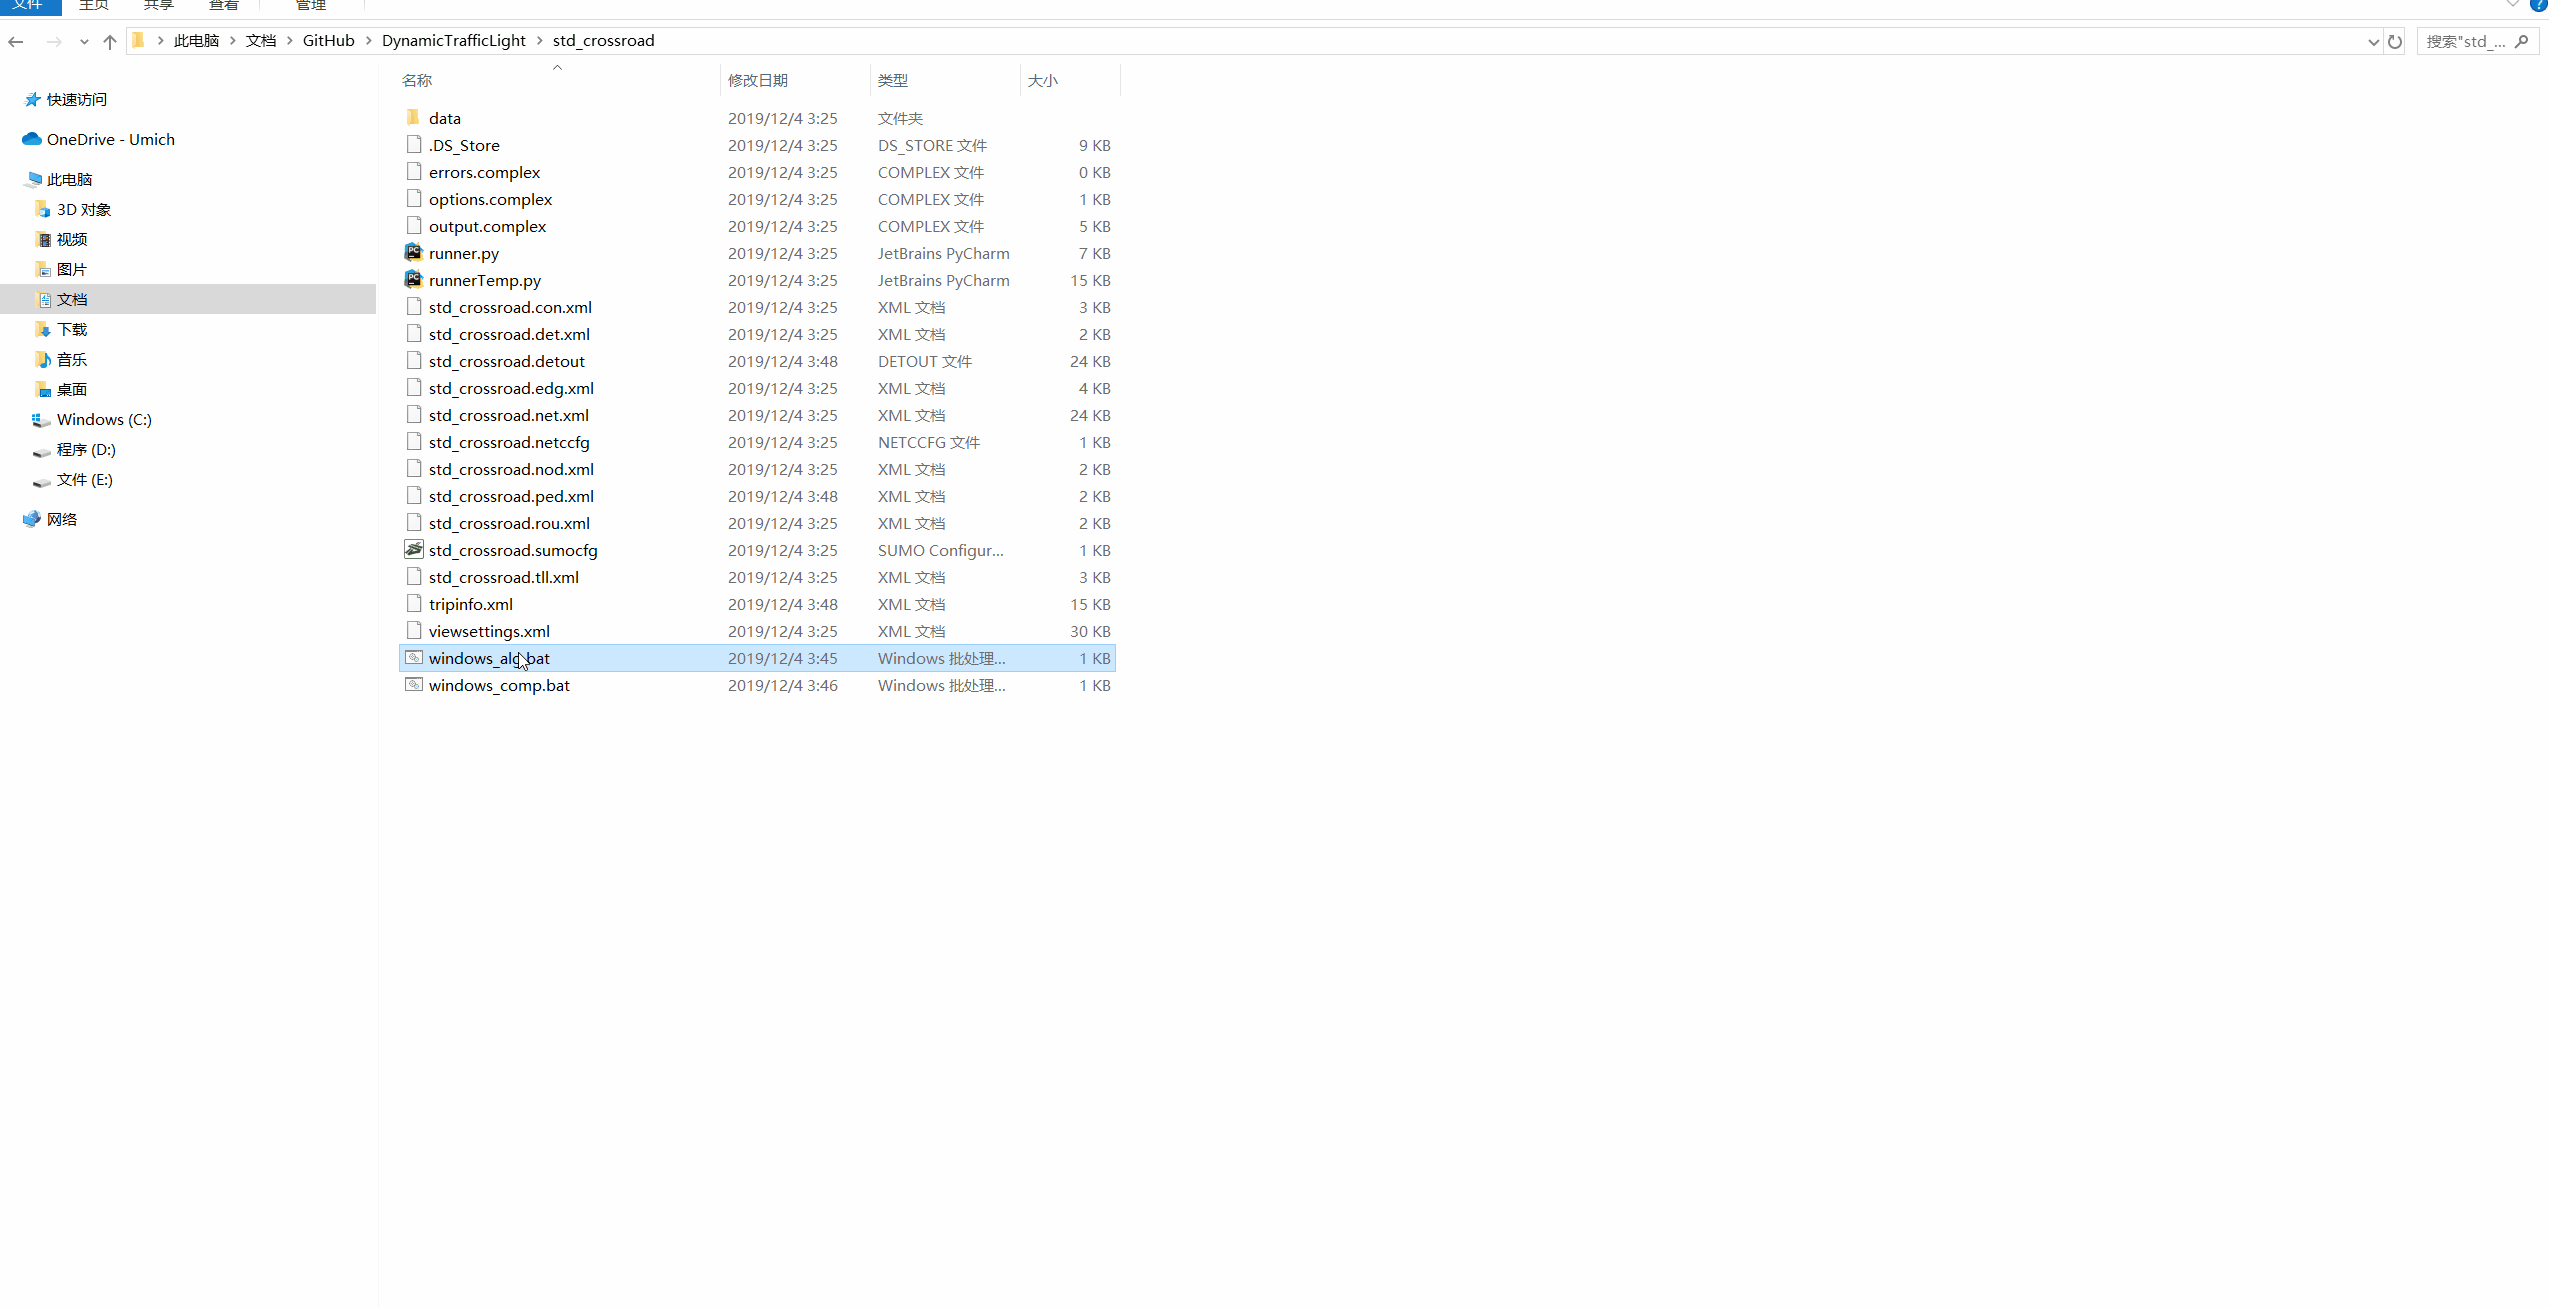 文件 主页 共享 查看 管理
此电脑 文档 GitHub DynamicTrafficLight std_crossroad 搜索"std_...
名称 修改日期 类型 大小
快速访问
OneDrive - Umich
此电脑
3D 对象
视频
图片
文档
下载
音乐
桌面
Windows (C:)
程序 (D:)
文件 (E:)
网络
data 2019/12/4 3:25 文件夹
.DS_Store 2019/12/4 3:25 DS_STORE 文件 9 KB
errors.complex 2019/12/4 3:25 COMPLEX 文件 0 KB
options.complex 2019/12/4 3:25 COMPLEX 文件 1 KB
output.complex 2019/12/4 3:25 COMPLEX 文件 5 KB
runner.py 2019/12/4 3:25 JetBrains PyCharm 7 KB
runnerTemp.py 2019/12/4 3:25 JetBrains PyCharm 15 KB
std_crossroad.con.xml 2019/12/4 3:25 XML 文档 3 KB
std_crossroad.det.xml 2019/12/4 3:25 XML 文档 2 KB
std_crossroad.detout 2019/12/4 3:48 DETOUT 文件 24 KB
std_crossroad.edg.xml 2019/12/4 3:25 XML 文档 4 KB
std_crossroad.net.xml 2019/12/4 3:25 XML 文档 24 KB
std_crossroad.netccfg 2019/12/4 3:25 NETCCFG 文件 1 KB
std_crossroad.nod.xml 2019/12/4 3:25 XML 文档 2 KB
std_crossroad.ped.xml 2019/12/4 3:48 XML 文档 2 KB
std_crossroad.rou.xml 2019/12/4 3:25 XML 文档 2 KB
std_crossroad.sumocfg 2019/12/4 3:25 SUMO Configur... 1 KB
std_crossroad.tll.xml 2019/12/4 3:25 XML 文档 3 KB
tripinfo.xml 2019/12/4 3:48 XML 文档 15 KB
viewsettings.xml 2019/12/4 3:25 XML 文档 30 KB
windows_alg.bat 2019/12/4 3:45 Windows 批处理... 1 KB
windows_comp.bat 2019/12/4 3:46 Windows 批处理... 1 KB